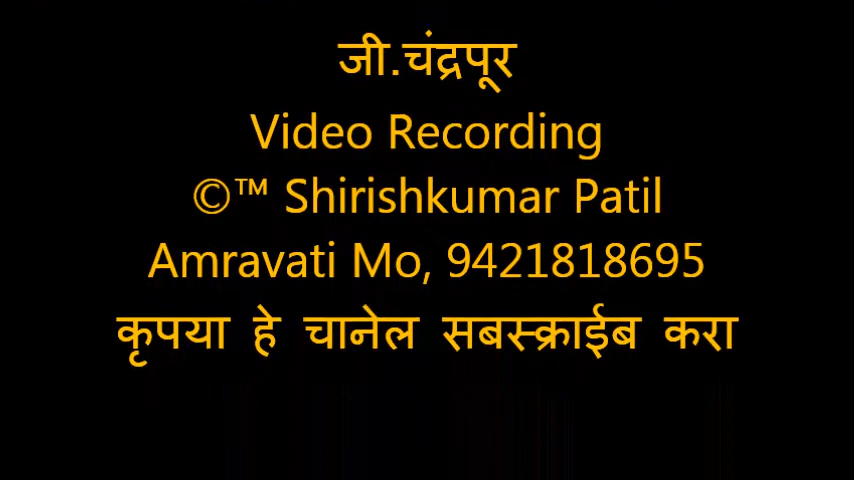 जी.चंद्रपूर
Video Recording
©™ Shirishkumar Patil
Amravati Mo, 9421818695
कृपया हे चानेल सबस्क्राईब करा